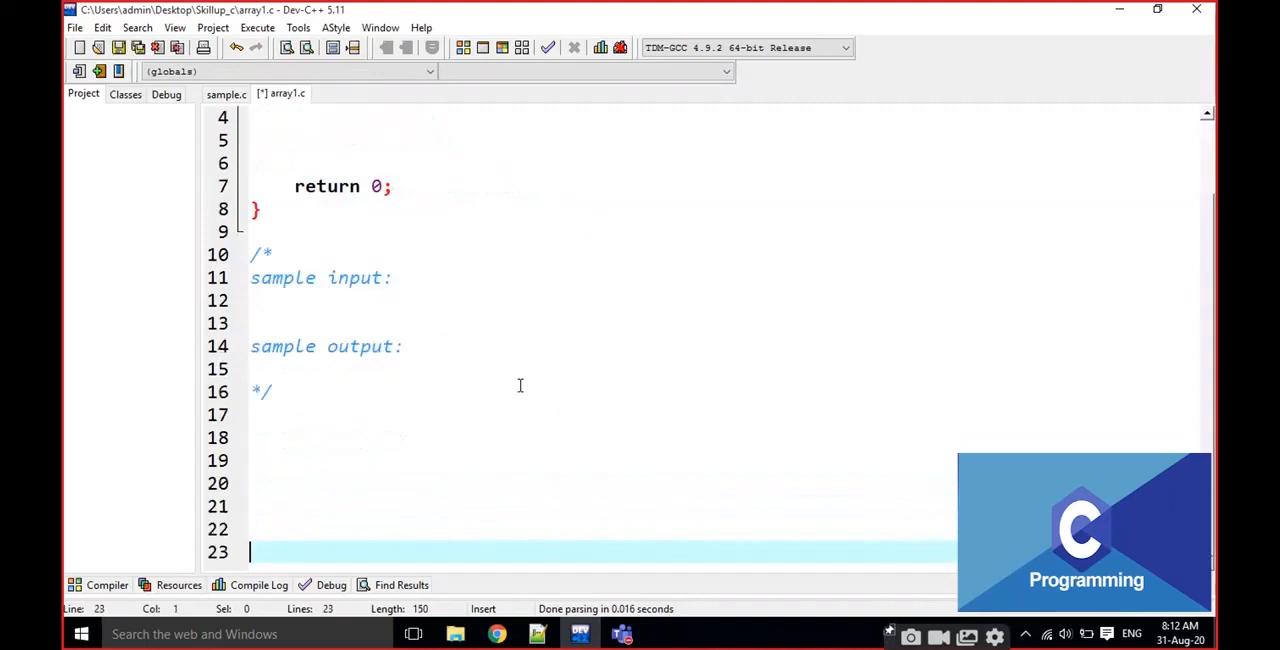 C:\Users\admin\Desktop\Skillup_c\array1.c - Dev-C++ 5.11
File Edit Search View Project Execute Tools AStyle Window Help
TDM-GCC 4.9.2 64-bit Release
(globals)
Project Classes Debug sample.c [*] array1.c
4
5
6
7 return 0;
8 }
9
10 /*
11 sample input:
12
13
14 sample output:
15
16 */
17
18
19
20
21
22
23
C
Programming
Compiler Resources Compile Log Debug Find Results
Line: 23 Col: 1 Sel: 0 Lines: 23 Length: 150 Insert Done parsing in 0.016 seconds
Search the web and Windows
DEV
ENG
8:12 AM
31-Aug-20